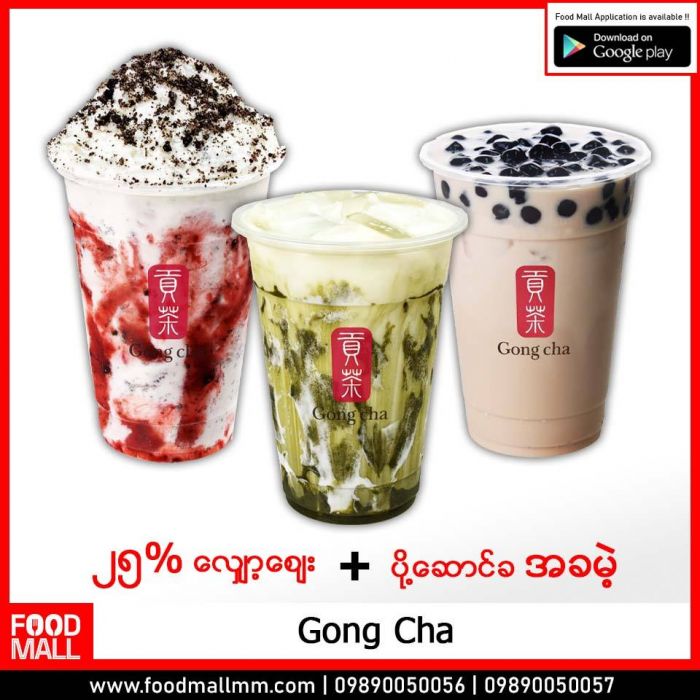 Food Mall Application is available !!
Download on
Google play
貢茶
Gong cha
貢茶
Gong cha
貢茶
Gong cha
၂၅% လျှော့ဈေး + ပို့ဆောင်ခ အခမဲ့
FOOD
MALL
Gong Cha
www.foodmallmm.com | 09890050056 | 09890050057